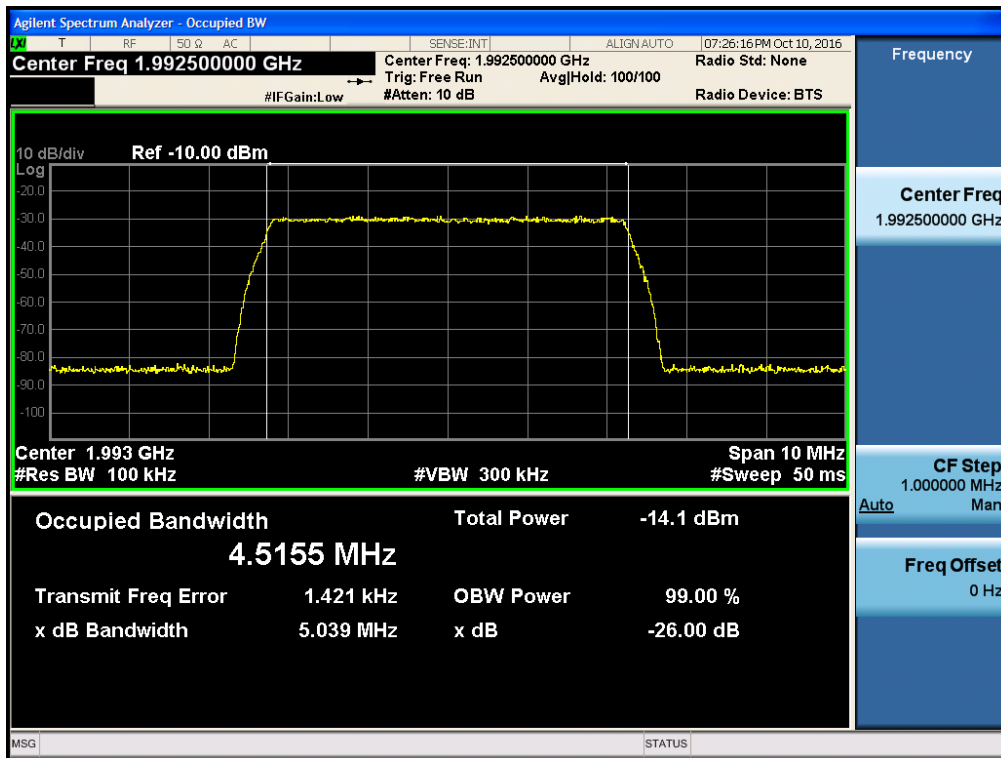 Agilent Spectrum Analyzer - Occupied BW
LXI T RF 50 Ω AC SENSE:INT ALIGN AUTO 07:26:16 PM Oct 10, 2016
Center Freq 1.992500000 GHz
Center Freq: 1.992500000 GHz
Radio Std: None
Trig: Free Run Avg|Hold: 100/100
#IFGain:Low
#Atten: 10 dB
Radio Device: BTS
10 dB/div Ref -10.00 dBm
Log
-20.0
-30.0
-40.0
-50.0
-60.0
-70.0
-80.0
-90.0
-100
Center 1.993 GHz Span 10 MHz
#Res BW 100 kHz #VBW 300 kHz #Sweep 50 ms
Occupied Bandwidth Total Power -14.1 dBm
4.5155 MHz
Transmit Freq Error 1.421 kHz OBW Power 99.00 %
x dB Bandwidth 5.039 MHz x dB -26.00 dB
MSG STATUS
Frequency
Center Freq
1.992500000 GHz
CF Step
1.000000 MHz
Auto Man
Freq Offset
0 Hz